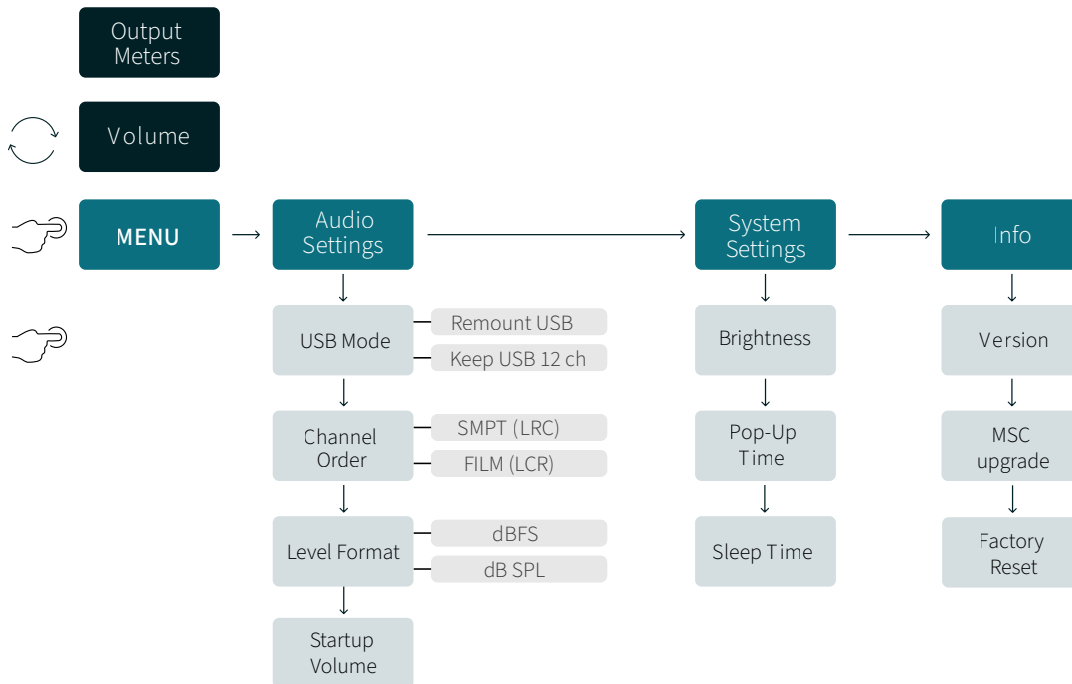 Output
Meters
Volume
MENU
Audio
Settings
System
Settings
Info
USB Mode
Remount USB
Keep USB 12 ch
Brightness
Version
Channel
Order
SMPT (LRC)
FILM (LCR)
Pop-Up
Time
MSC
upgrade
Level Format
dBFS
dB SPL
Sleep Time
Factory
Reset
Startup
Volume